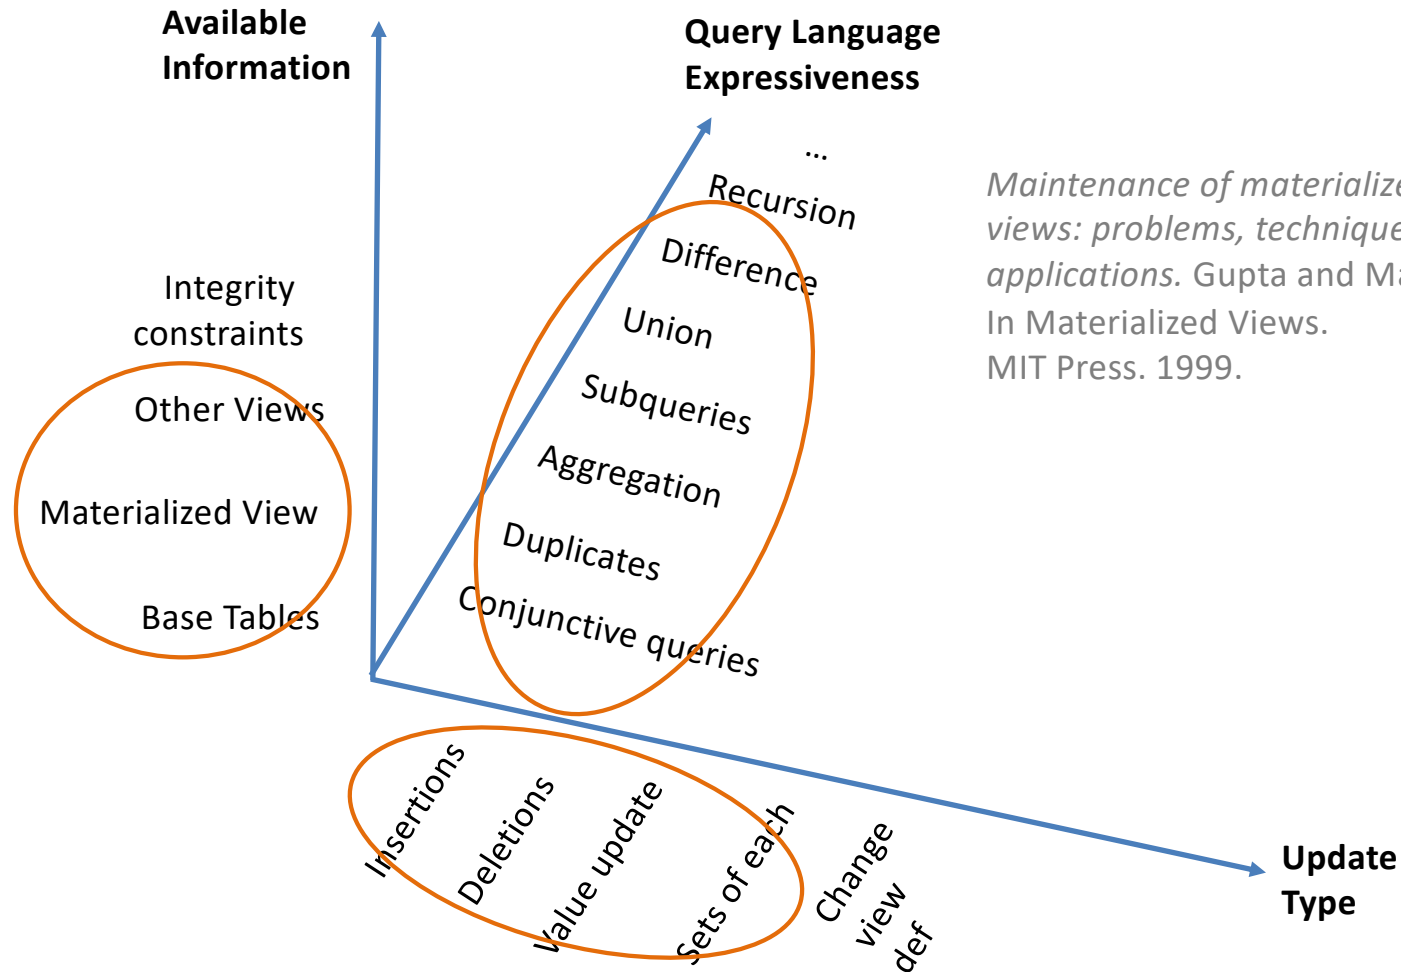 Available
Information
Query Language
Expressiveness
...
Recursion
Difference
Union
Subqueries
Aggregation
Duplicates
Conjunctive queries
Integrity
constraints
Other Views
Materialized View
Base Tables
Maintenance of materialize
views: problems, technique
applications. Gupta and Ma
In Materialized Views.
MIT Press. 1999.
Insertions
Deletions
Value update
Sets of each
Change
view
def
Update
Type